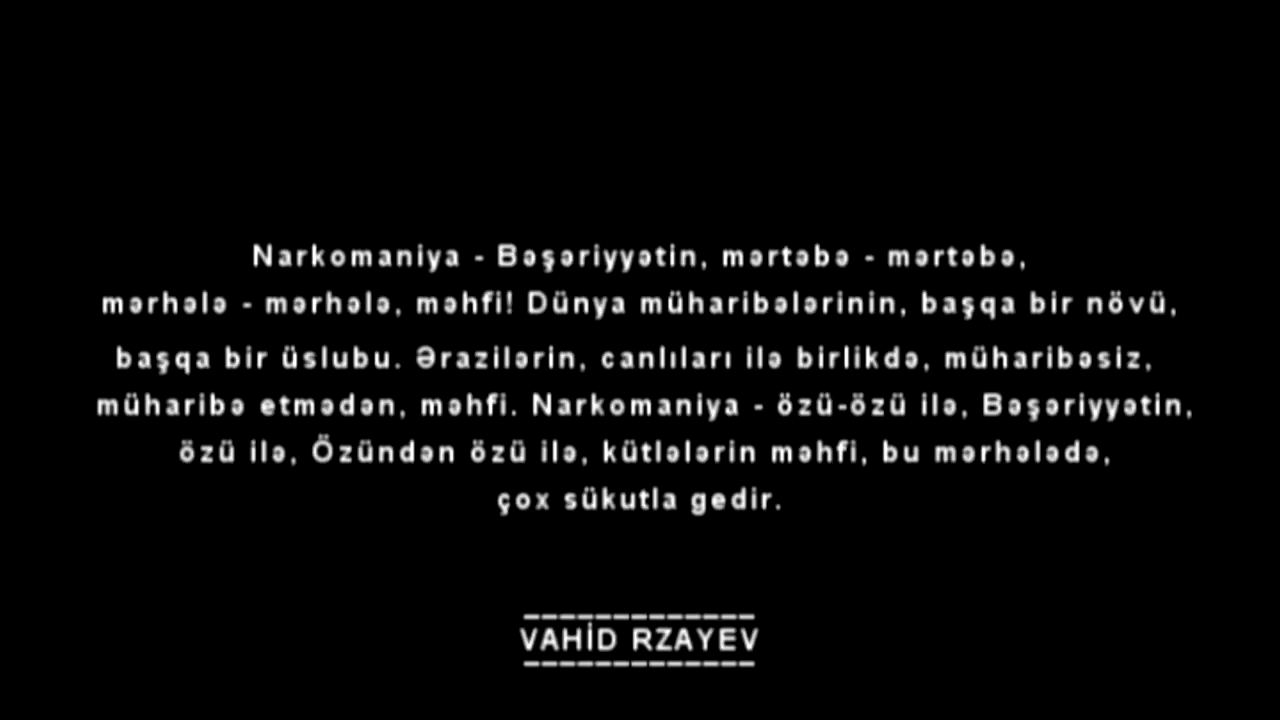 Narkomaniya - Bəşəriyyətin, mərtəbə - mərtəbə,
mərhələ - mərhələ, məhfi! Dünya müharibələrinin, başqa bir növü,
başqa bir üslubu. Ərazilərin, canlıları ilə birlikdə, müharibəsiz,
müharibə etmədən, məhfi. Narkomaniya - özü-özü ilə, Bəşəriyyətin,
özü ilə, Özündən özü ilə, kütlələrin məhfi, bu mərhələdə,
çox sükutla gedir.
VAHİD RZAYEV